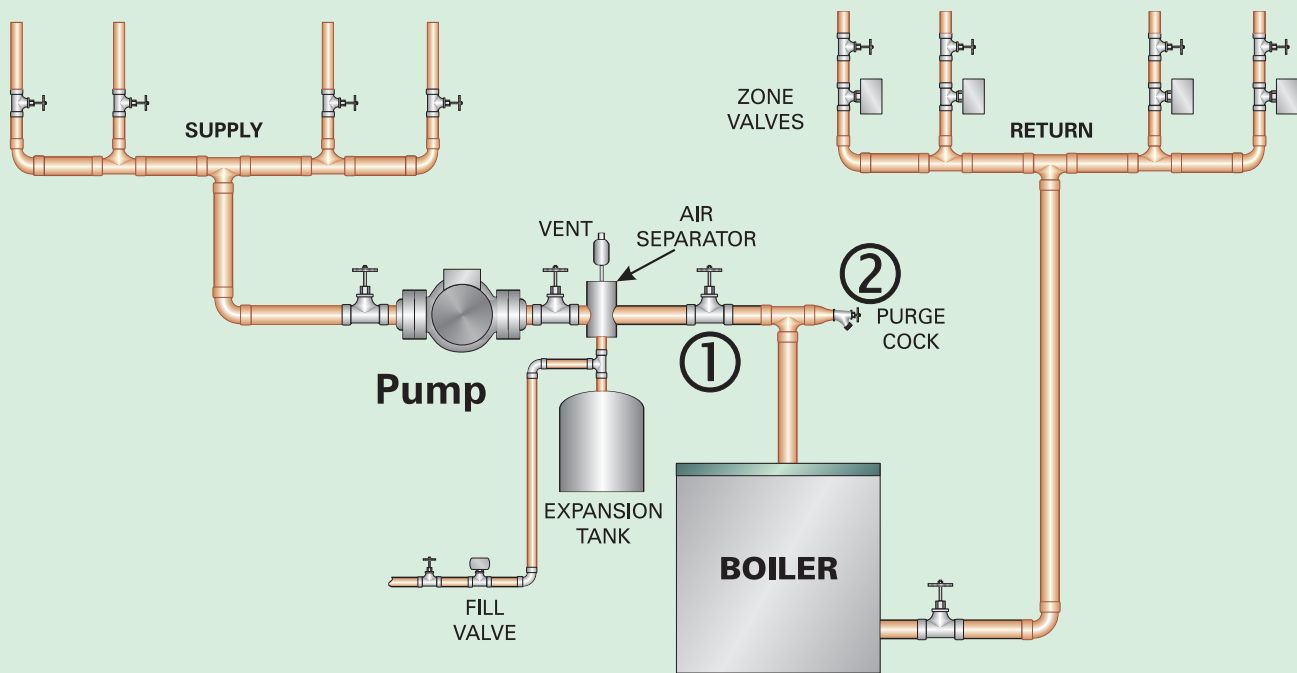 ZONE
VALVES
SUPPLY
RETURN
AIR
SEPARATOR
VENT
②
PURGE
COCK
①
Pump
EXPANSION
TANK
BOILER
FILL
VALVE